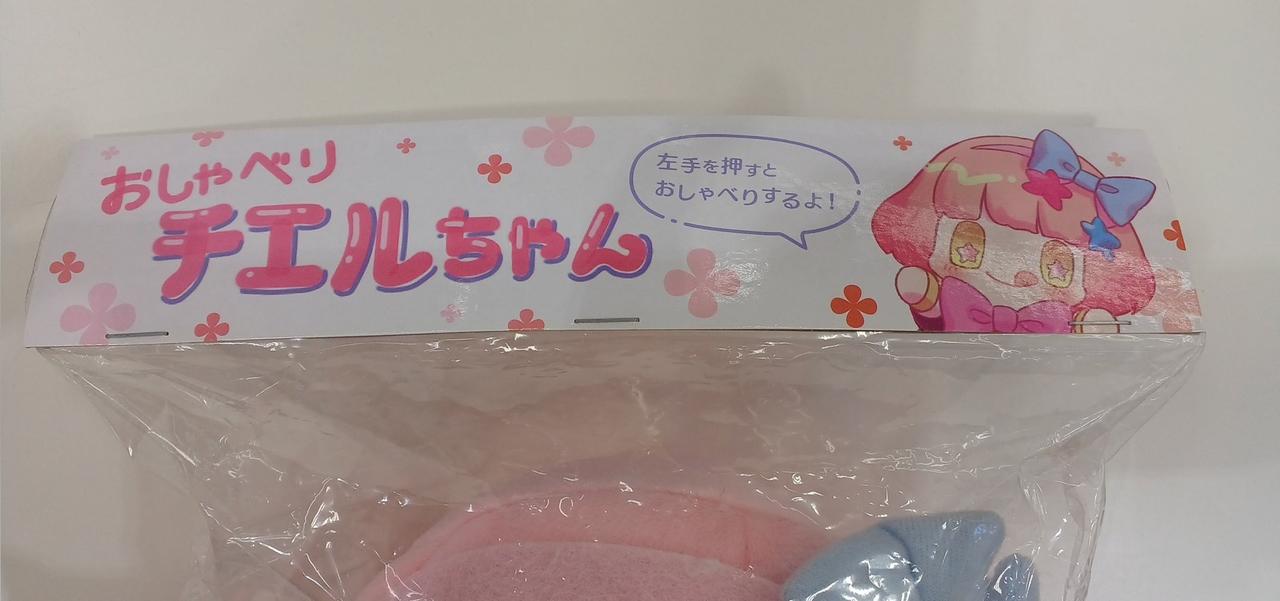 おしゃべり
チエルちゃん
左手を押すと
おしゃべりするよ！